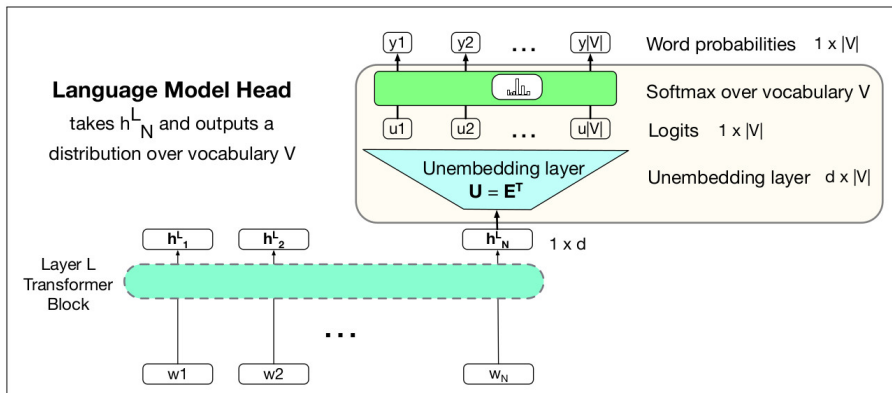 y1 y2 ... y|V| Word probabilities 1 x |V|
Language Model Head
takes h^L_N and outputs a
distribution over vocabulary V
Softmax over vocabulary V
u1 u2 ... u|V| Logits 1 x |V|
Unembedding layer
U = E^T
Unembedding layer d x |V|
h^L_1 h^L_2 h^L_N 1 x d
Layer L
Transformer
Block
...
w1 w2 w_N